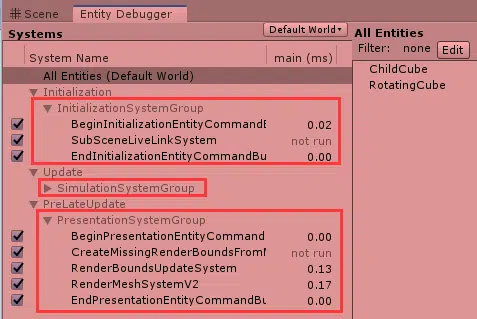 Scene Entity Debugger
Systems Default World All Entities
Filter: none Edit
System Name main (ms)
All Entities (Default World) ChildCube
Initialization RotatingCube
InitializationSystemGroup
BeginInitializationEntityCommandE 0.02
SubSceneLiveLinkSystem not run
EndInitializationEntityCommandBu 0.00
Update
SimulationSystemGroup
PreLateUpdate
PresentationSystemGroup
BeginPresentationEntityCommand 0.00
CreateMissingRenderBoundsFromM not run
RenderBoundsUpdateSystem 0.13
RenderMeshSystemV2 0.17
EndPresentationEntityCommandBu 0.00